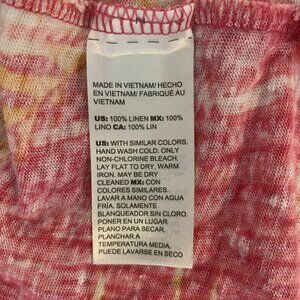 MADE IN VIETNAM/ HECHO
EN VIETNAM/ FABRIQUÉ AU
VIETNAM
US: 100% LINEN MX: 100%
LINO CA: 100% LIN
US: WITH SIMILAR COLORS.
HAND WASH COLD. ONLY
NON-CHLORINE BLEACH.
LAY FLAT TO DRY. WARM
IRON. MAY BE DRY
CLEANED MX: CON
COLORES SIMILARES.
LAVAR A MANO CON AGUA
FRÍA. SOLAMENTE
BLANQUEADOR SIN CLORO.
PONER EN UN LUGAR
PLANO PARA SECAR.
PLANCHAR A
TEMPERATURA MEDIA,
PUEDE LAVARSE EN SECO